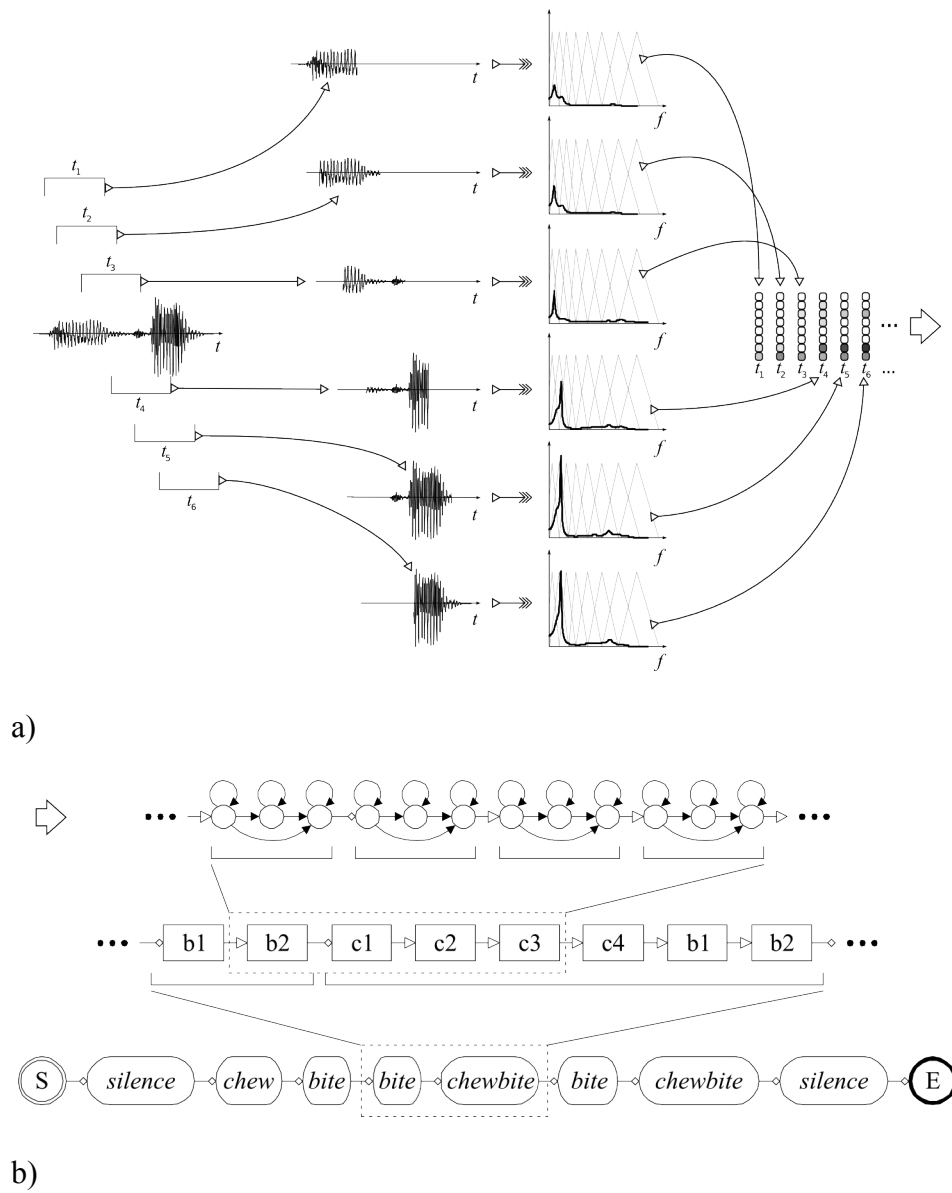 t
f
t₁
t
f
t₂
t₃
t
f
t
... 
t₁ t₂ t₃ t₄ t₅ t₆ ...
t
f
t₄
t₅
t
f
t₆
t
f
a)
... ...
... b1 b2 c1 c2 c3 c4 b1 b2 ...
S silence chew bite bite chewbite bite chewbite silence E
b)